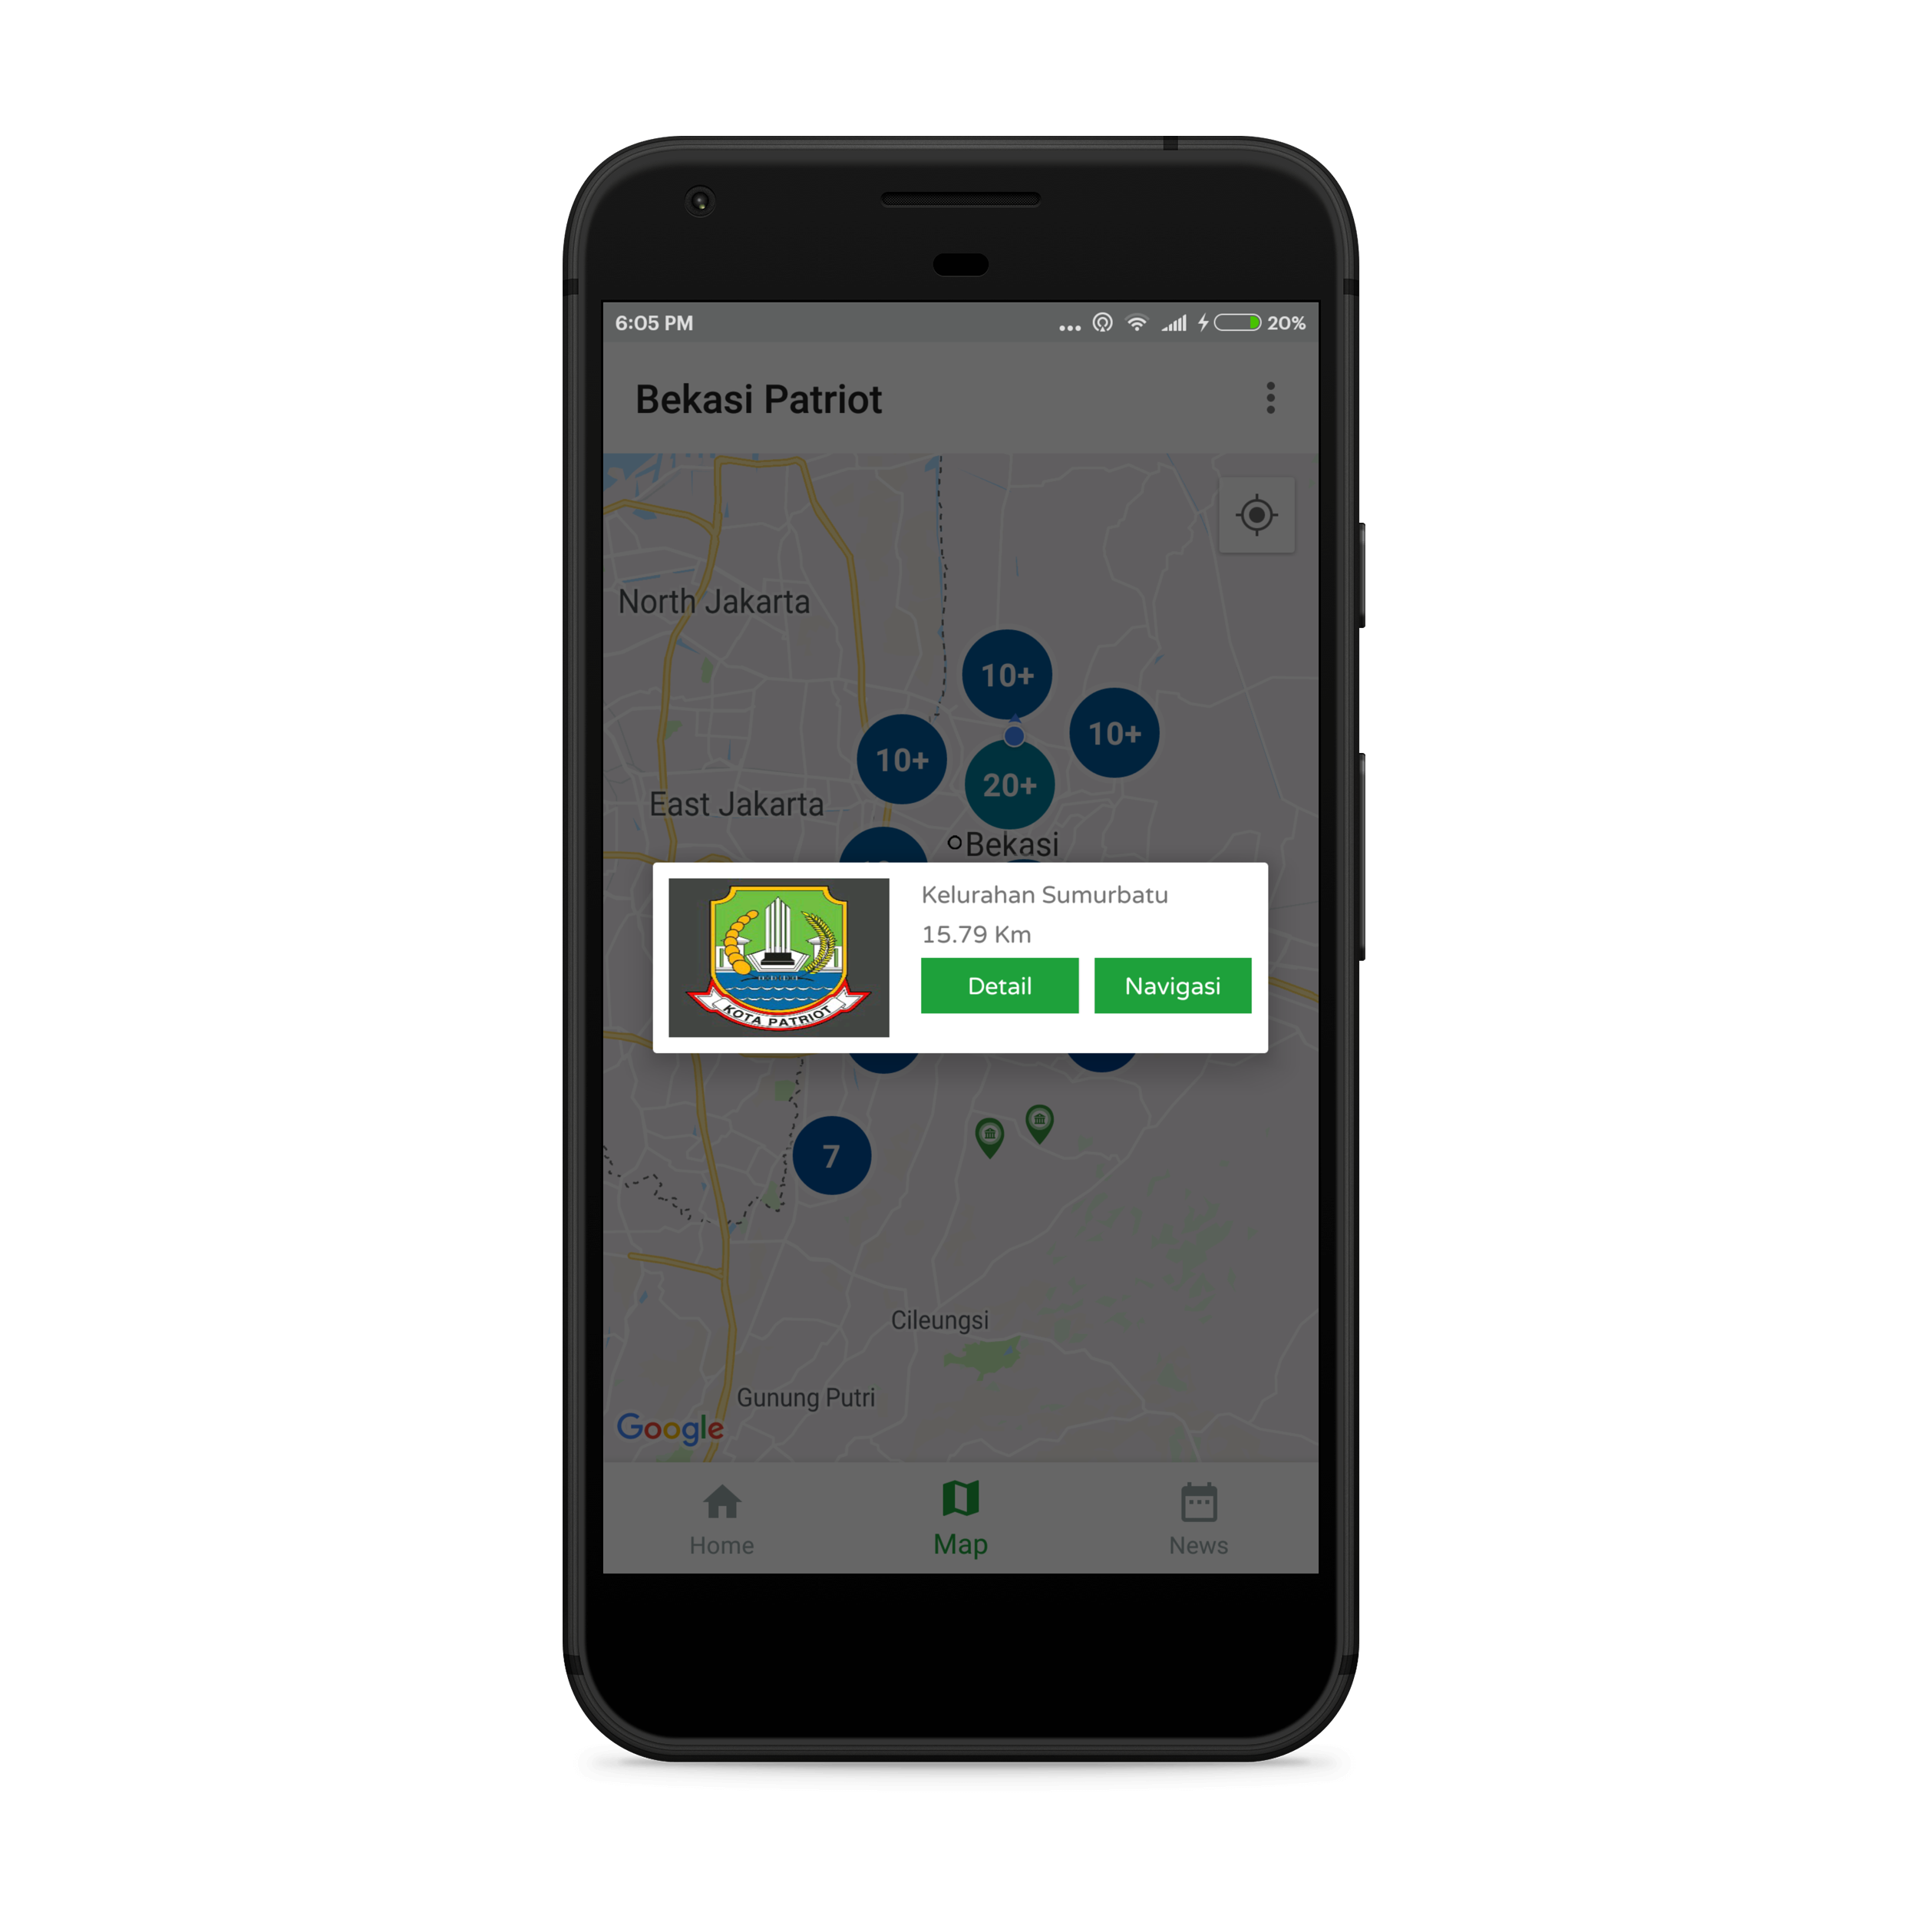 6:05 PM
20%
Bekasi Patriot
North Jakarta
10+
10+
10+
20+
East Jakarta
Bekasi
Kelurahan Sumurbatu
15.79 Km
Detail
Navigasi
KOTA PATRIOT
7
Cileungsi
Gunung Putri
Google
Home
Map
News